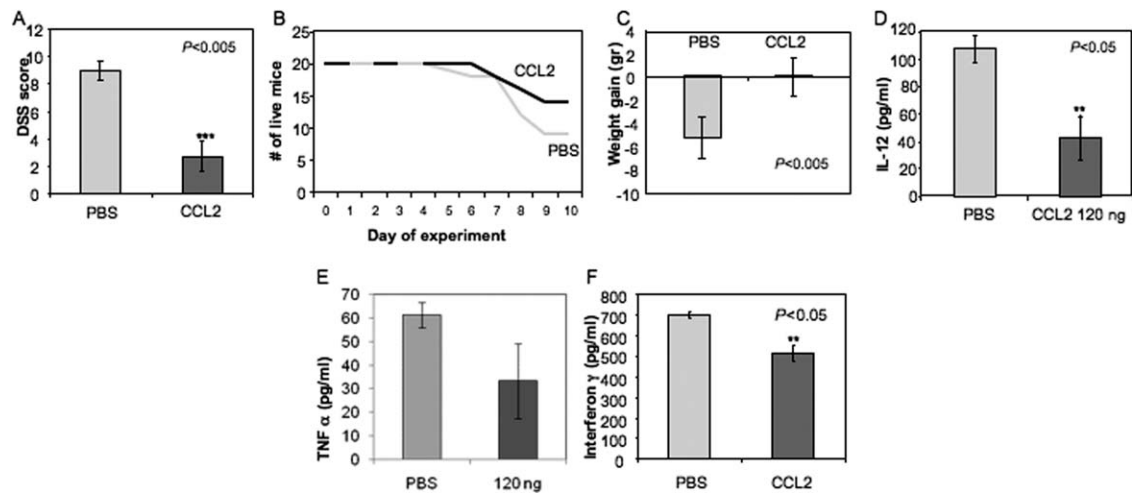 A
DSS score
12
10
8
6
4
2
0
P<0.005
***
PBS
CCL2
B
# of live mice
25
20
15
10
5
0
CCL2
PBS
0 1 2 3 4 6 7 8 9 10
Day of experiment
C
Weight gain (gr)
4
2
0
-2
-4
-6
-8
-10
PBS
CCL2
P<0.005
D
IL-12 (pg/ml)
120
100
80
60
40
20
0
P<0.05
**
PBS
CCL2 120 ng
E
TNF α (pg/ml)
70
60
50
40
30
20
10
0
PBS
120 ng
F
Interferon γ (pg/ml)
800
700
600
500
400
300
200
100
0
P<0.05
**
PBS
CCL2